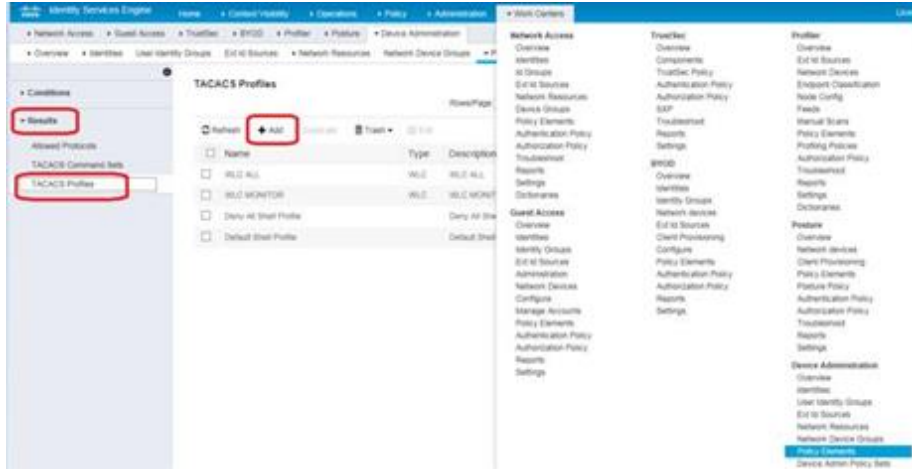 Identity Services Engine
Home
Context Visibility
Operations
Policy
Administration
Work Centers
Network Access
Guest Access
TrustSec
BYOD
Profiler
Posture
Device Administration
Overview
Identities
User Identity Groups
Ext Id Sources
Network Resources
Network Device Groups
Conditions
Results
Allowed Protocols
TACACS Command Sets
TACACS Profiles
TACACS Profiles
Rows/Page
Refresh
Add
Trash
Edit
Name
Type
Description
WLC ALL
WLC
WLC ALL
WLC MONITOR
WLC
Deny All Shell Profile
Deny All
Default Shell Profile
Default Shell
Network Access
Overview
Identities
Id Groups
Ext Id Sources
Network Resources
Device Groups
Policy Elements
Authentication Policy
Authorization Policy
Troubleshoot
Reports
Settings
Dictionaries
Guest Access
Overview
Identities
Identity Groups
Ext Id Sources
Administration
Network Devices
Configure
Manage Accounts
Policy Elements
Authentication Policy
Authorization Policy
Reports
Settings
TrustSec
Overview
Components
TrustSec Policy
Authentication Policy
Authorization Policy
SXP
Troubleshoot
Reports
Settings
BYOD
Overview
Identities
Identity Groups
Network devices
Ext Id Sources
Client Provisioning
Configure
Policy Elements
Authentication Policy
Authorization Policy
Reports
Settings
Profiler
Overview
Ext Id Sources
Network Devices
Endpoint Classification
Node Config
Feeds
Manual Scans
Policy Elements
Profiling Policies
Authorization Policy
Troubleshoot
Reports
Settings
Dictionaries
Posture
Overview
Network devices
Client Provisioning
Policy Elements
Posture Policy
Authentication Policy
Authorization Policy
Troubleshoot
Reports
Settings
Device Administration
Overview
Identities
User Identity Groups
Ext Id Sources
Network Resources
Network Device Groups
Policy Elements
Device Admin Policy Sets